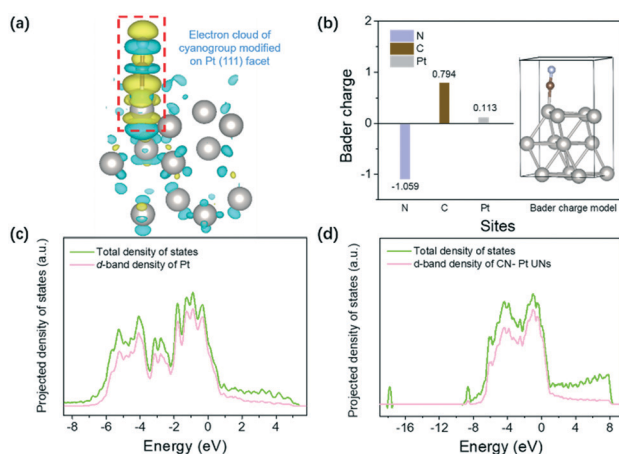 (a)
Electron cloud of
cyanogroup modified
on Pt (111) facet
(b)
N
C
Pt
Bader charge
2
1
0
-1
0.794
0.113
-1.059
N
C
Pt
Bader charge model
Sites
(c)
Projected density of states (a.u.)
Total density of states
d-band density of Pt
-8 -6 -4 -2 0 2 4
Energy (eV)
(d)
Projected density of states (a.u.)
Total density of states
d-band density of CN- Pt UNs
-16 -12 -8 -4 0 4 8
Energy (eV)